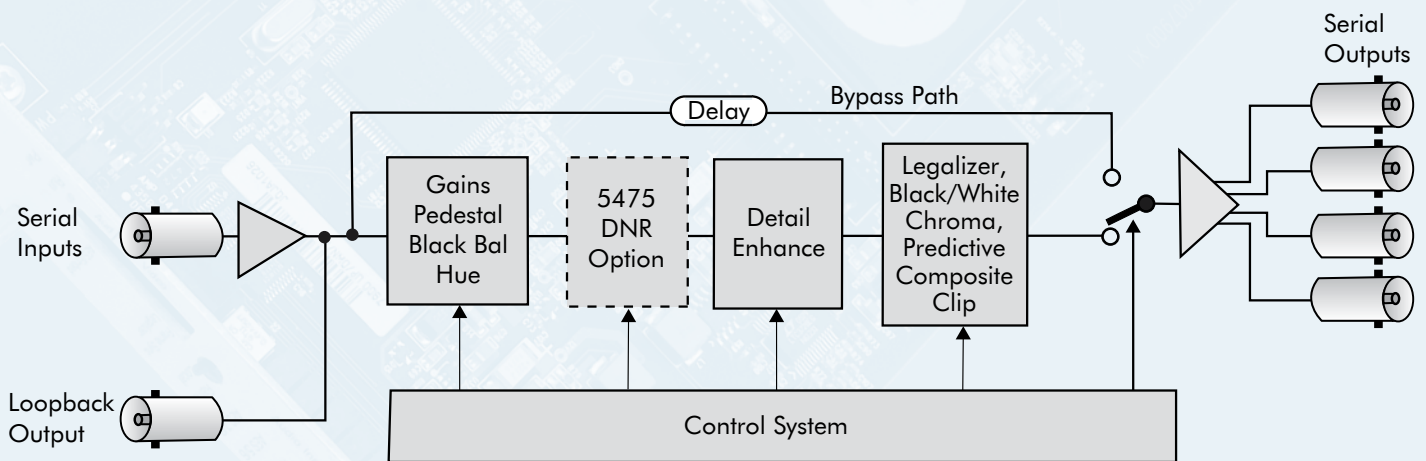 Serial
Outputs
Delay
Bypass Path
Serial
Inputs
Gains
Pedestal
Black Bal
Hue
5475
DNR
Option
Detail
Enhance
Legalizer,
Black/White
Chroma,
Predictive
Composite
Clip
Loopback
Output
Control System